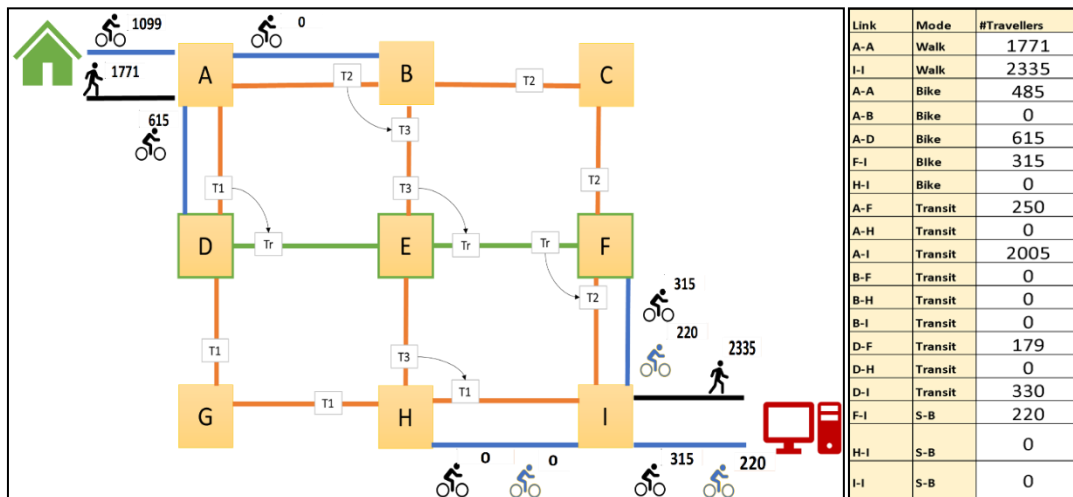 1099
0
1771
615
A
B
C
T2
T2
T3
T1
T3
T2
D
E
F
Tr
Tr
Tr
T2
315
220
T1
T3
2335
G
H
I
T1
T1
0
0
315
220
Link Mode #Travellers
A-A Walk 1771
I-I Walk 2335
A-A Bike 485
A-B Bike 0
A-D Bike 615
F-I BIke 315
H-I Bike 0
A-F Transit 250
A-H Transit 0
A-I Transit 2005
B-F Transit 0
B-H Transit 0
B-I Transit 0
D-F Transit 179
D-H Transit 0
D-I Transit 330
F-I S-B 220
H-I S-B 0
I-I S-B 0